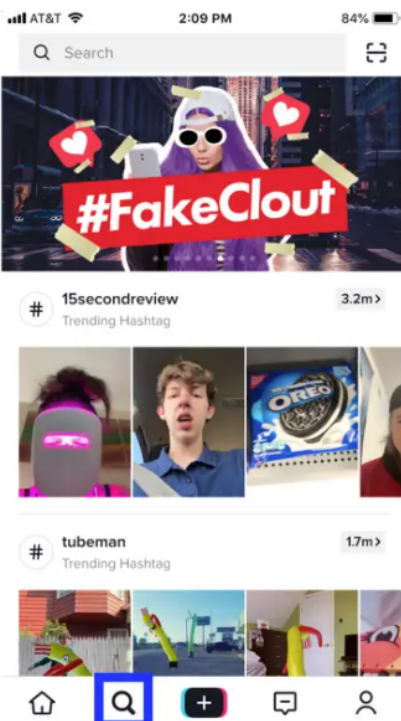 AT&T 2:09 PM 84%
Search
#FakeClout
# 15secondreview 3.2m >
Trending Hashtag
OREO
# tubeman 1.7m >
Trending Hashtag